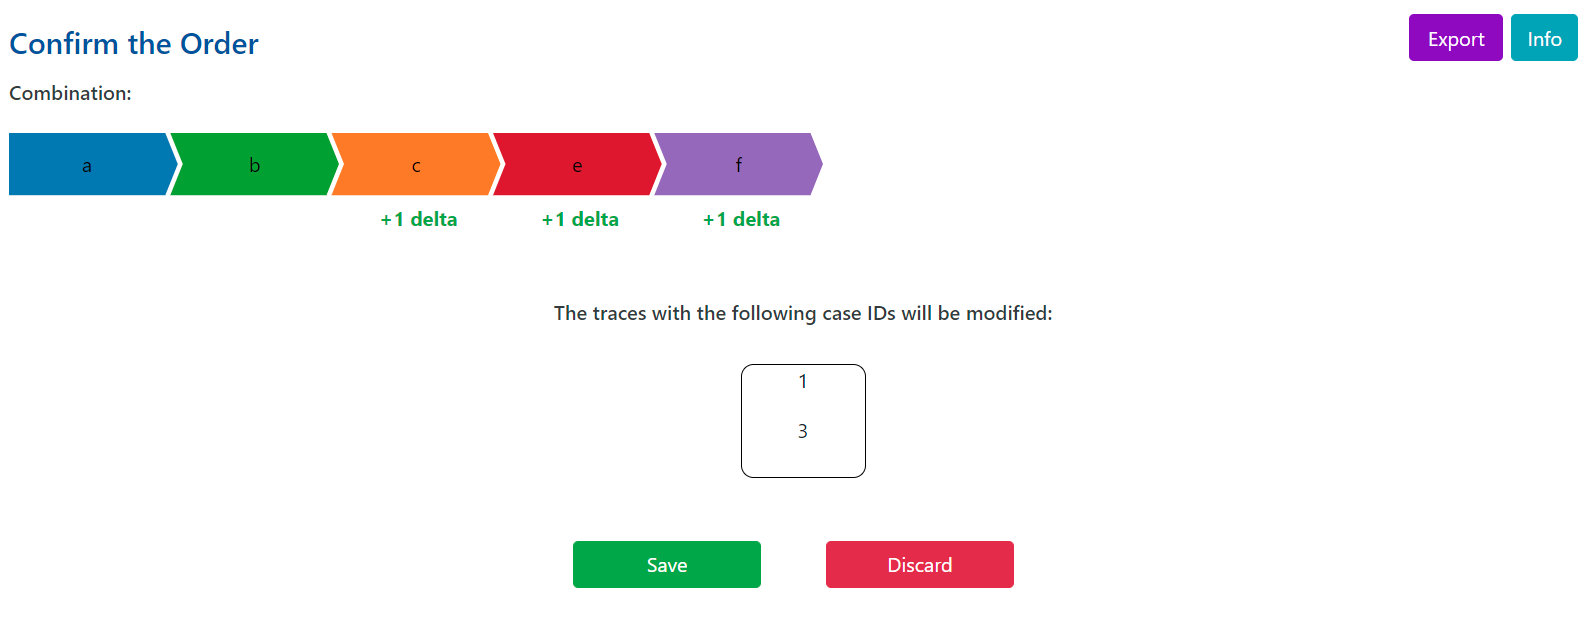 Confirm the Order
Export
Info
Combination:
a
b
c
e
f
+1 delta
+1 delta
+1 delta
The traces with the following case IDs will be modified:
1
3
Save
Discard